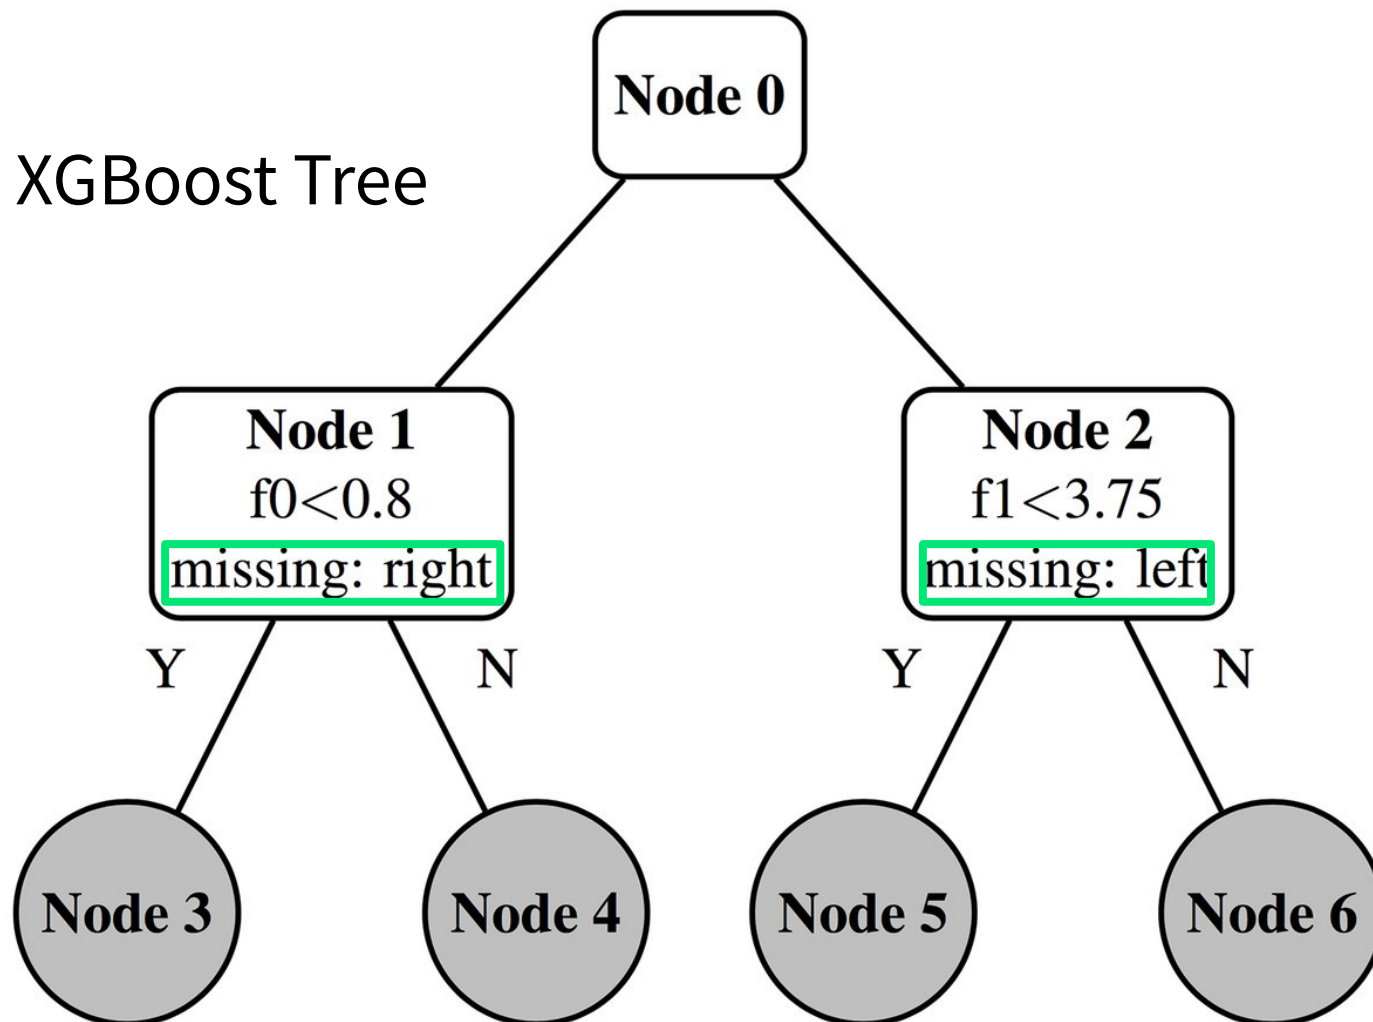 Node 0
XGBoost Tree
Node 1
f0<0.8
missing: right
Node 2
f1<3.75
missing: left
Y
N
Y
N
Node 3
Node 4
Node 5
Node 6